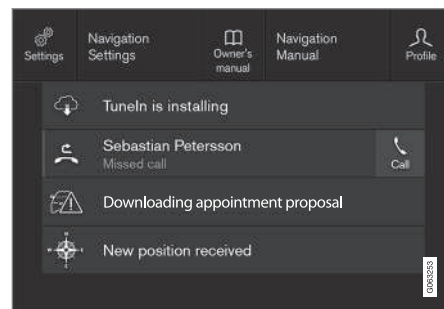 Settings
Navigation
Settings
Owner's
manual
Navigation
Manual
Profile
TuneIn is installing
Sebastian Petersson
Missed call
Call
Downloading appointment proposal
New position received
G063253